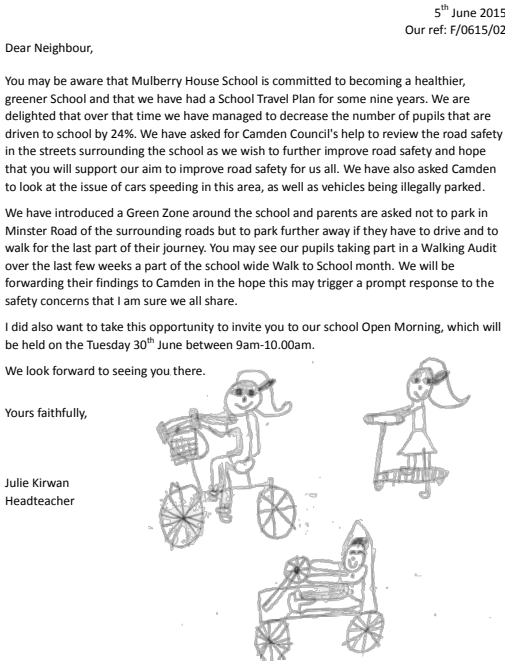 5th June 2015
Our ref: F/0615/02
Dear Neighbour,
You may be aware that Mulberry House School is committed to becoming a healthier,
greener School and that we have had a School Travel Plan for some nine years. We are
delighted that over that time we have managed to decrease the number of pupils that are
driven to school by 24%. We have asked for Camden Council's help to review the road safety
in the streets surrounding the school as we wish to further improve road safety and hope
that you will support our aim to improve road safety for us all. We have also asked Camden
to look at the issue of cars speeding in this area, as well as vehicles being illegally parked.
We have introduced a Green Zone around the school and parents are asked not to park in
Minster Road of the surrounding roads but to park further away if they have to drive and to
walk for the last part of their journey. You may see our pupils taking part in a Walking Audit
over the last few weeks a part of the school wide Walk to School month. We will be
forwarding their findings to Camden in the hope this may trigger a prompt response to the
safety concerns that I am sure we all share.
I did also want to take this opportunity to invite you to our school Open Morning, which will
be held on the Tuesday 30th June between 9am-10.00am.
We look forward to seeing you there.
Yours faithfully,
Julie Kirwan
Headteacher